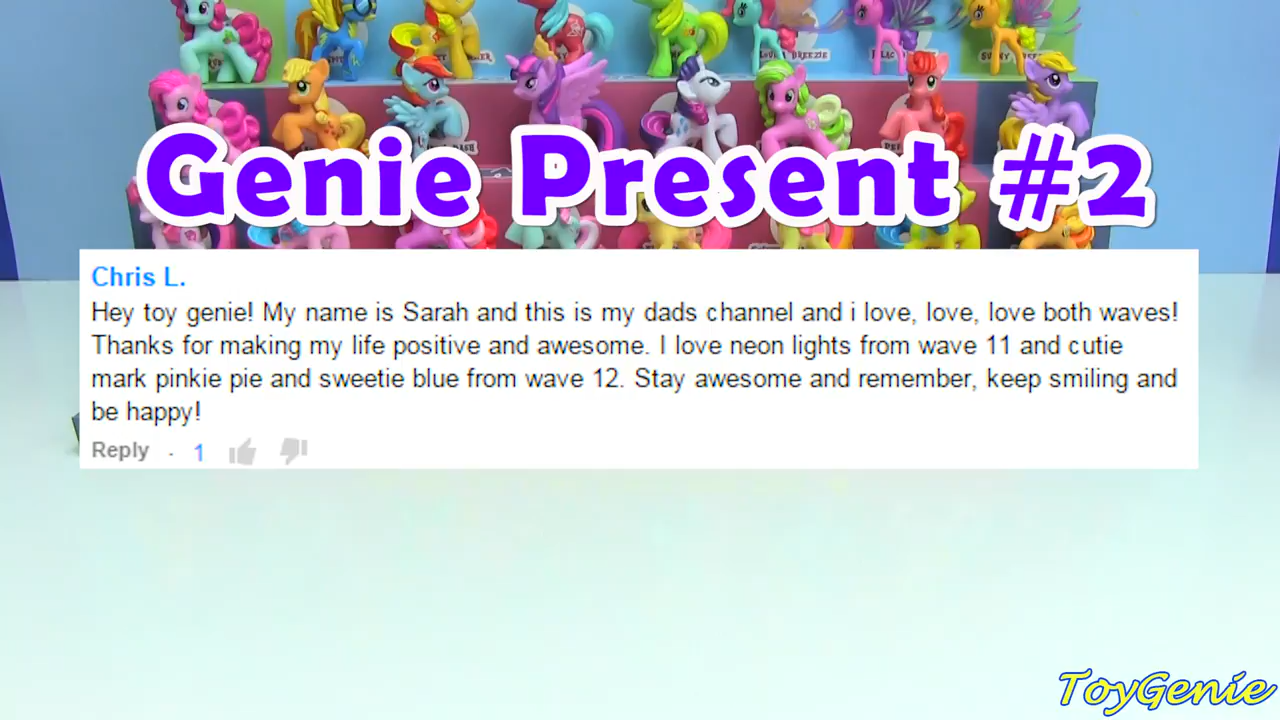 LOVEY BREEZIE
Genie Present #2
Chris L.
Hey toy genie! My name is Sarah and this is my dads channel and i love, love, love both waves!
Thanks for making my life positive and awesome. I love neon lights from wave 11 and cutie
mark pinkie pie and sweetie blue from wave 12. Stay awesome and remember, keep smiling and
be happy!
Reply . 1
ToyGenie